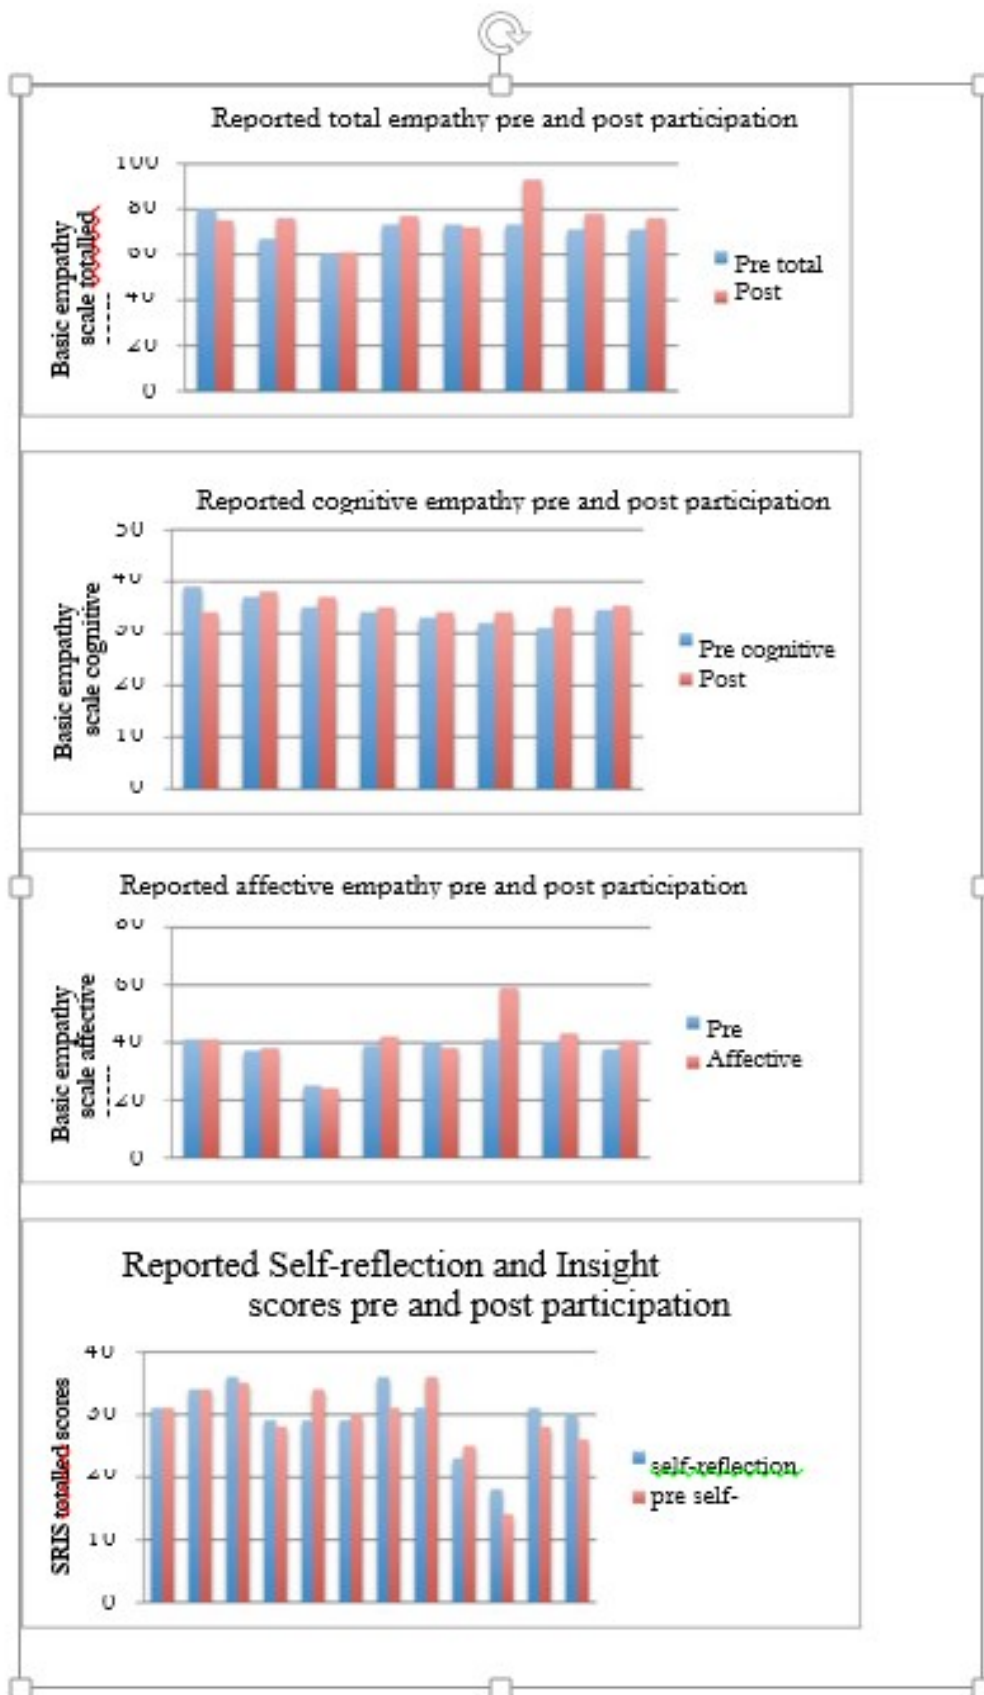 Reported total empathy pre and post participation
100
80
60
40
20
0
Basic empathy
scale totalled
Pre total
Post
Reported cognitive empathy pre and post participation
50
40
30
20
10
0
Basic empathy
scale cognitive
Pre cognitive
Post
Reported affective empathy pre and post participation
80
60
40
20
0
Basic empathy
scale affective
Pre
Affective
Reported Self-reflection and Insight
scores pre and post participation
40
30
20
10
0
SRIS totalled scores
self-reflection
pre self-